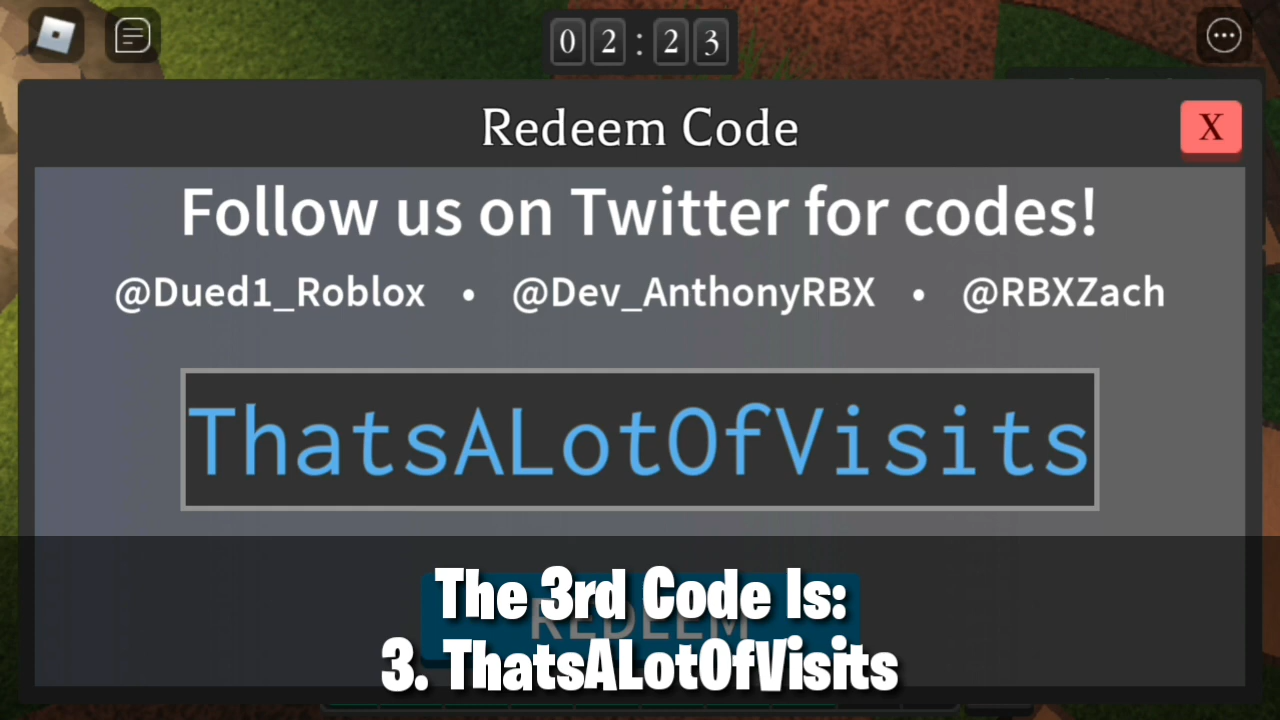 02:23
Redeem Code
X
Follow us on Twitter for codes!
@Dued1_Roblox • @Dev_AnthonyRBX • @RBXZach
ThatsALotOfVisits
REDEEM
The 3rd Code Is:
3. ThatsALotOfVisits